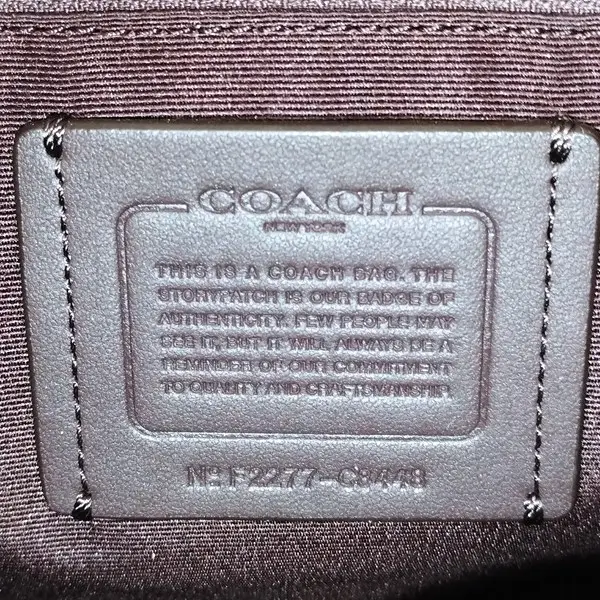 COACH
NEW YORK
THIS IS A COACH BAG. THE
STORYPATCH IS OUR BADGE OF
AUTHENTICITY. FEW PEOPLE MAY
SEE IT, BUT IT WILL ALWAYS BE A
REMINDER OF OUR COMMITMENT
TO QUALITY AND CRAFTSMANSHIP.
Nº F2277-C8448